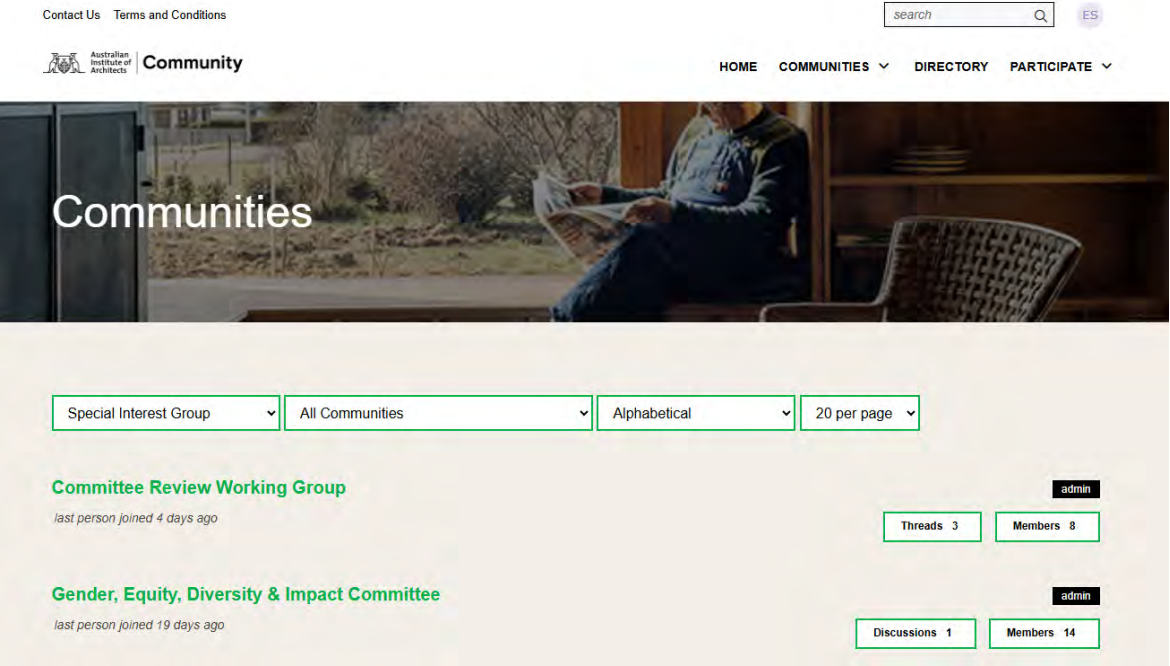 Contact Us Terms and Conditions
search
ES
Australian
Institute of
Architects
Community
HOME COMMUNITIES DIRECTORY PARTICIPATE
Communities
Special Interest Group All Communities Alphabetical 20 per page
Committee Review Working Group
admin
last person joined 4 days ago
Threads 3 Members 8
Gender, Equity, Diversity & Impact Committee
admin
last person joined 19 days ago
Discussions 1 Members 14